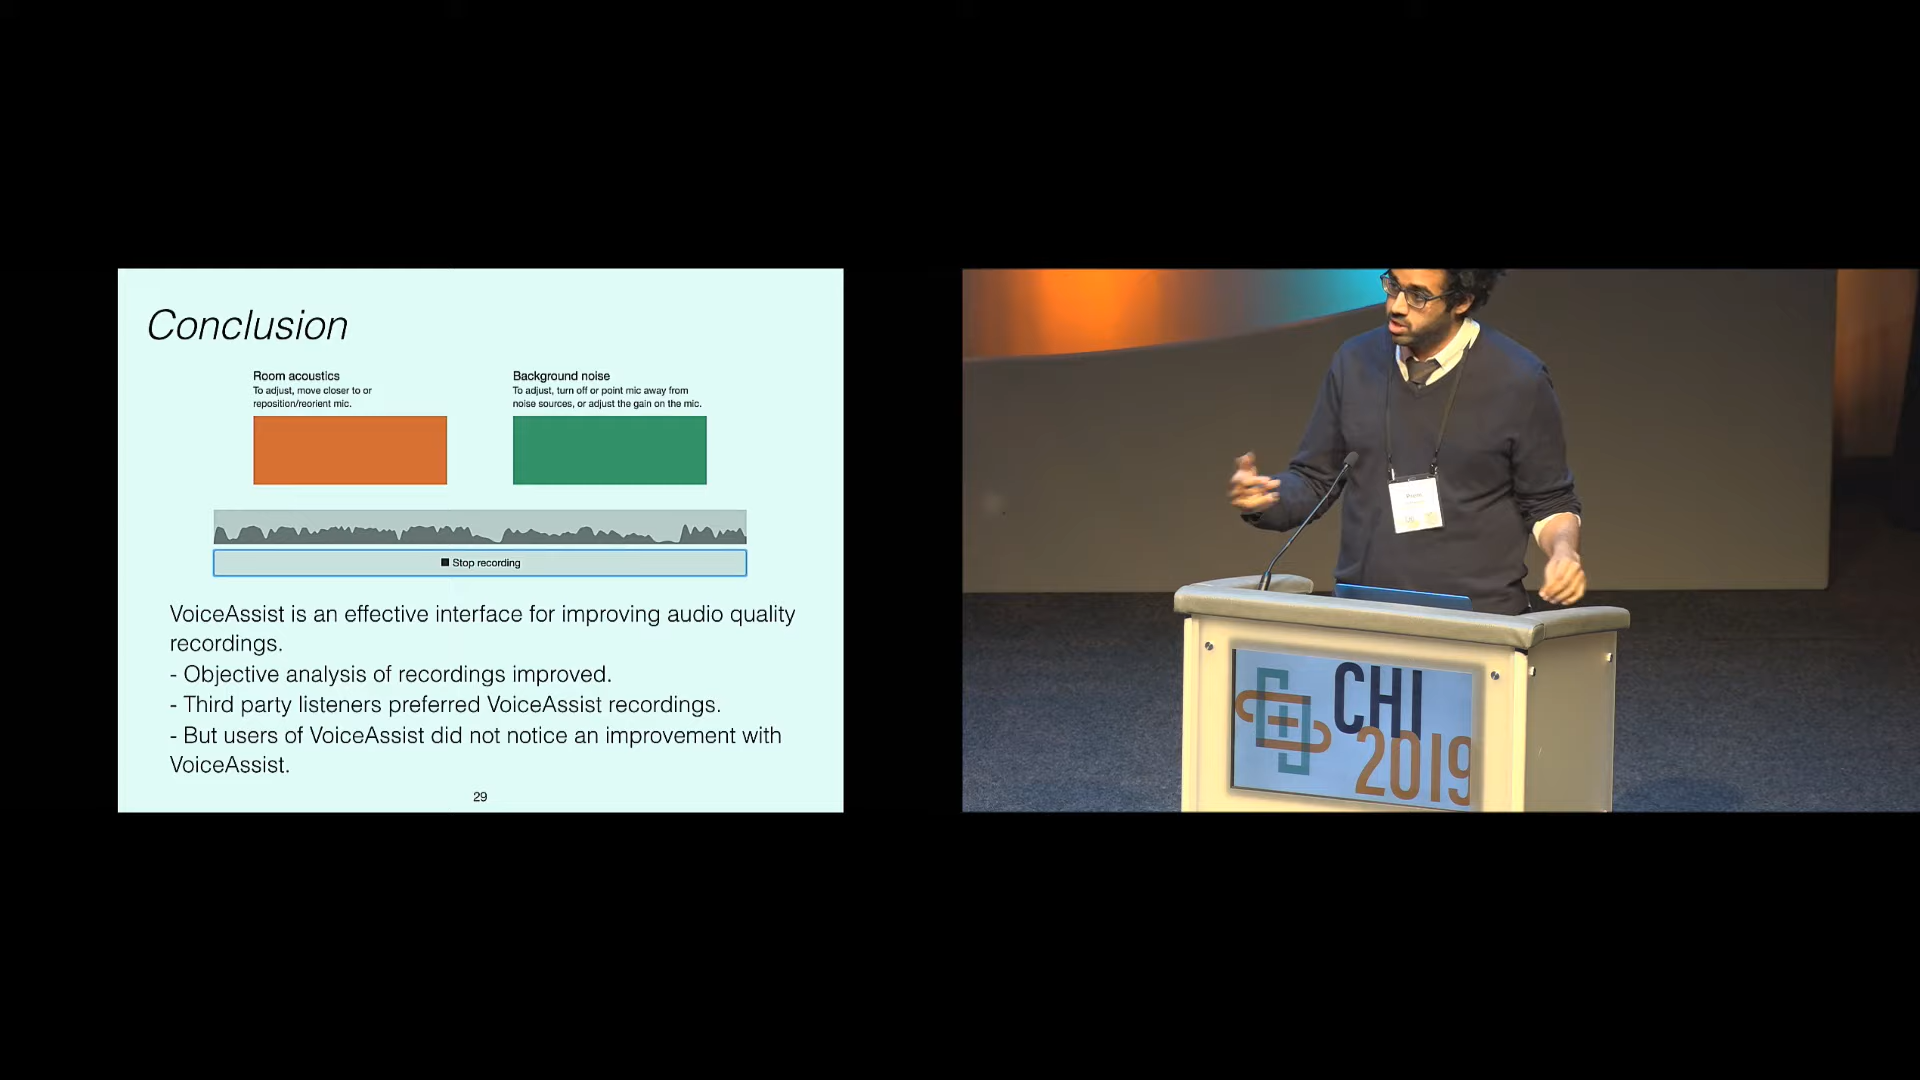 Conclusion
Room acoustics
To adjust, move closer to or
reposition/reorient mic.
Background noise
To adjust, turn off or point mic away from
noise sources, or adjust the gain on the mic.
Stop recording
VoiceAssist is an effective interface for improving audio quality
recordings.
- Objective analysis of recordings improved.
- Third party listeners preferred VoiceAssist recordings.
- But users of VoiceAssist did not notice an improvement with
VoiceAssist.
29
CHI
2019